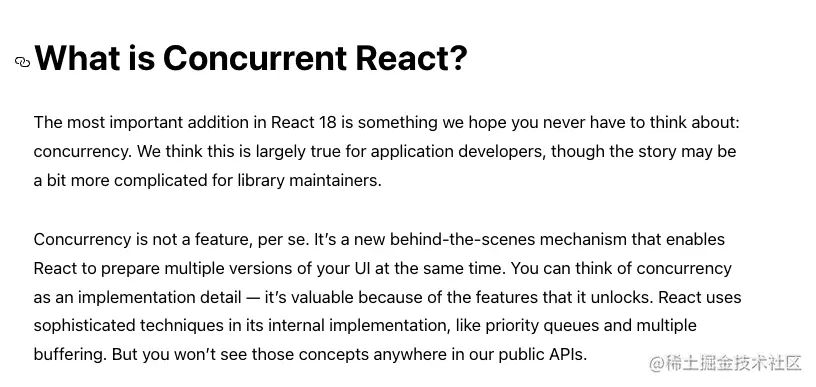 What is Concurrent React?
The most important addition in React 18 is something we hope you never have to think about:
concurrency. We think this is largely true for application developers, though the story may be
a bit more complicated for library maintainers.
Concurrency is not a feature, per se. It’s a new behind-the-scenes mechanism that enables
React to prepare multiple versions of your UI at the same time. You can think of concurrency
as an implementation detail — it’s valuable because of the features that it unlocks. React uses
sophisticated techniques in its internal implementation, like priority queues and multiple
buffering. But you won’t see those concepts anywhere in our public APIs.
@稀土掘金技术社区